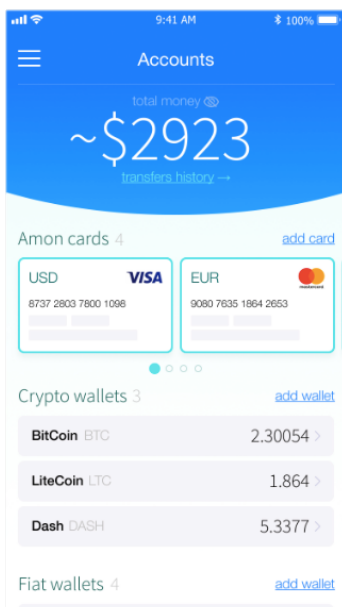 9:41 AM
100%
Accounts
total money
~$2923
transfers history →
Amon cards 4
add card
USD
VISA
EUR
mastercard
8737 2803 7800 1098
9080 7635 1864 2653
Crypto wallets 3
add wallet
BitCoin BTC
2.30054 >
LiteCoin LTC
1.864 >
Dash DASH
5.3377 >
Fiat wallets 4
add wallet